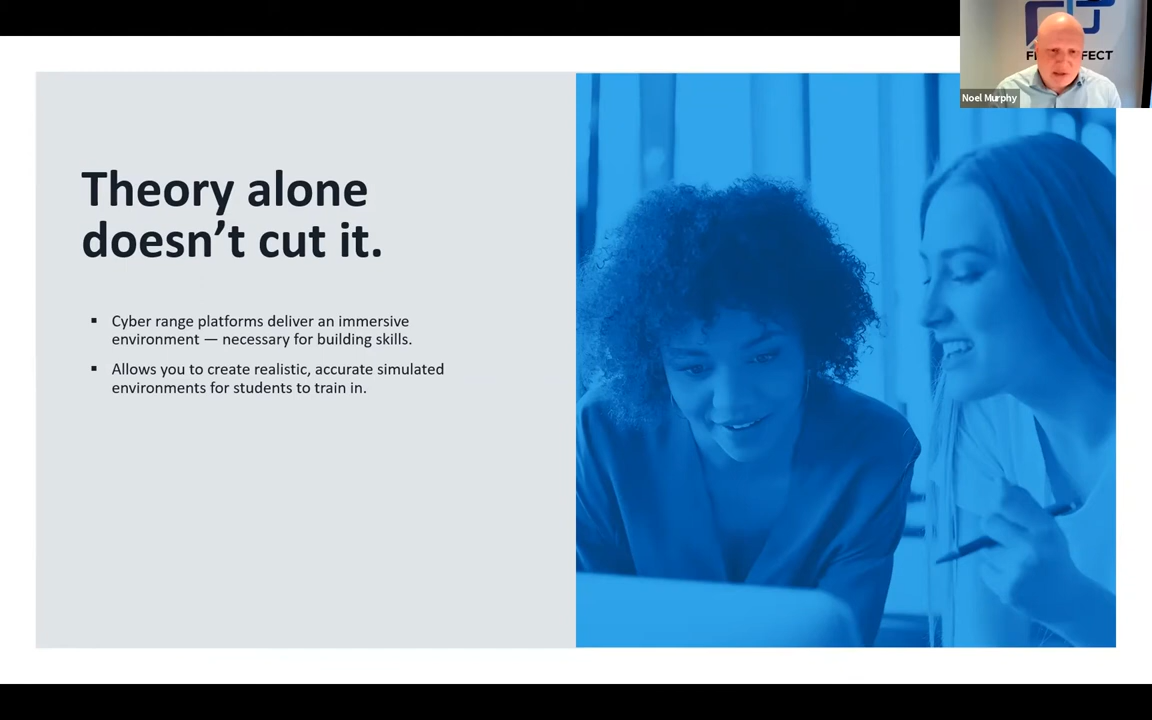 Theory alone
doesn’t cut it.
▪ Cyber range platforms deliver an immersive
environment — necessary for building skills.
▪ Allows you to create realistic, accurate simulated
environments for students to train in.
Noel Murphy